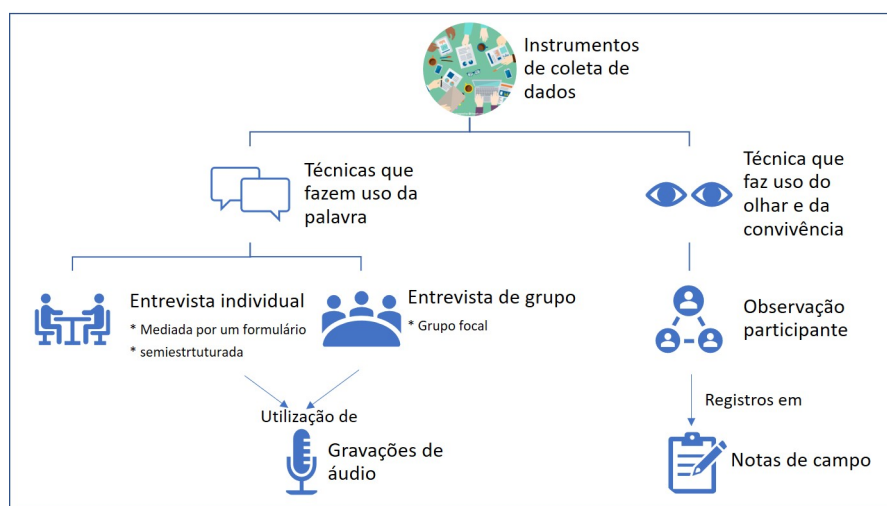 Instrumentos
de coleta de
dados
Técnicas que
fazem uso da
palavra
Técnica que
faz uso do
olhar e da
convivência
Entrevista individual
* Mediada por um formulário
* semiestrtuturada
Entrevista de grupo
* Grupo focal
Observação
participante
Utilização de
Gravações de
áudio
Registros em
Notas de campo